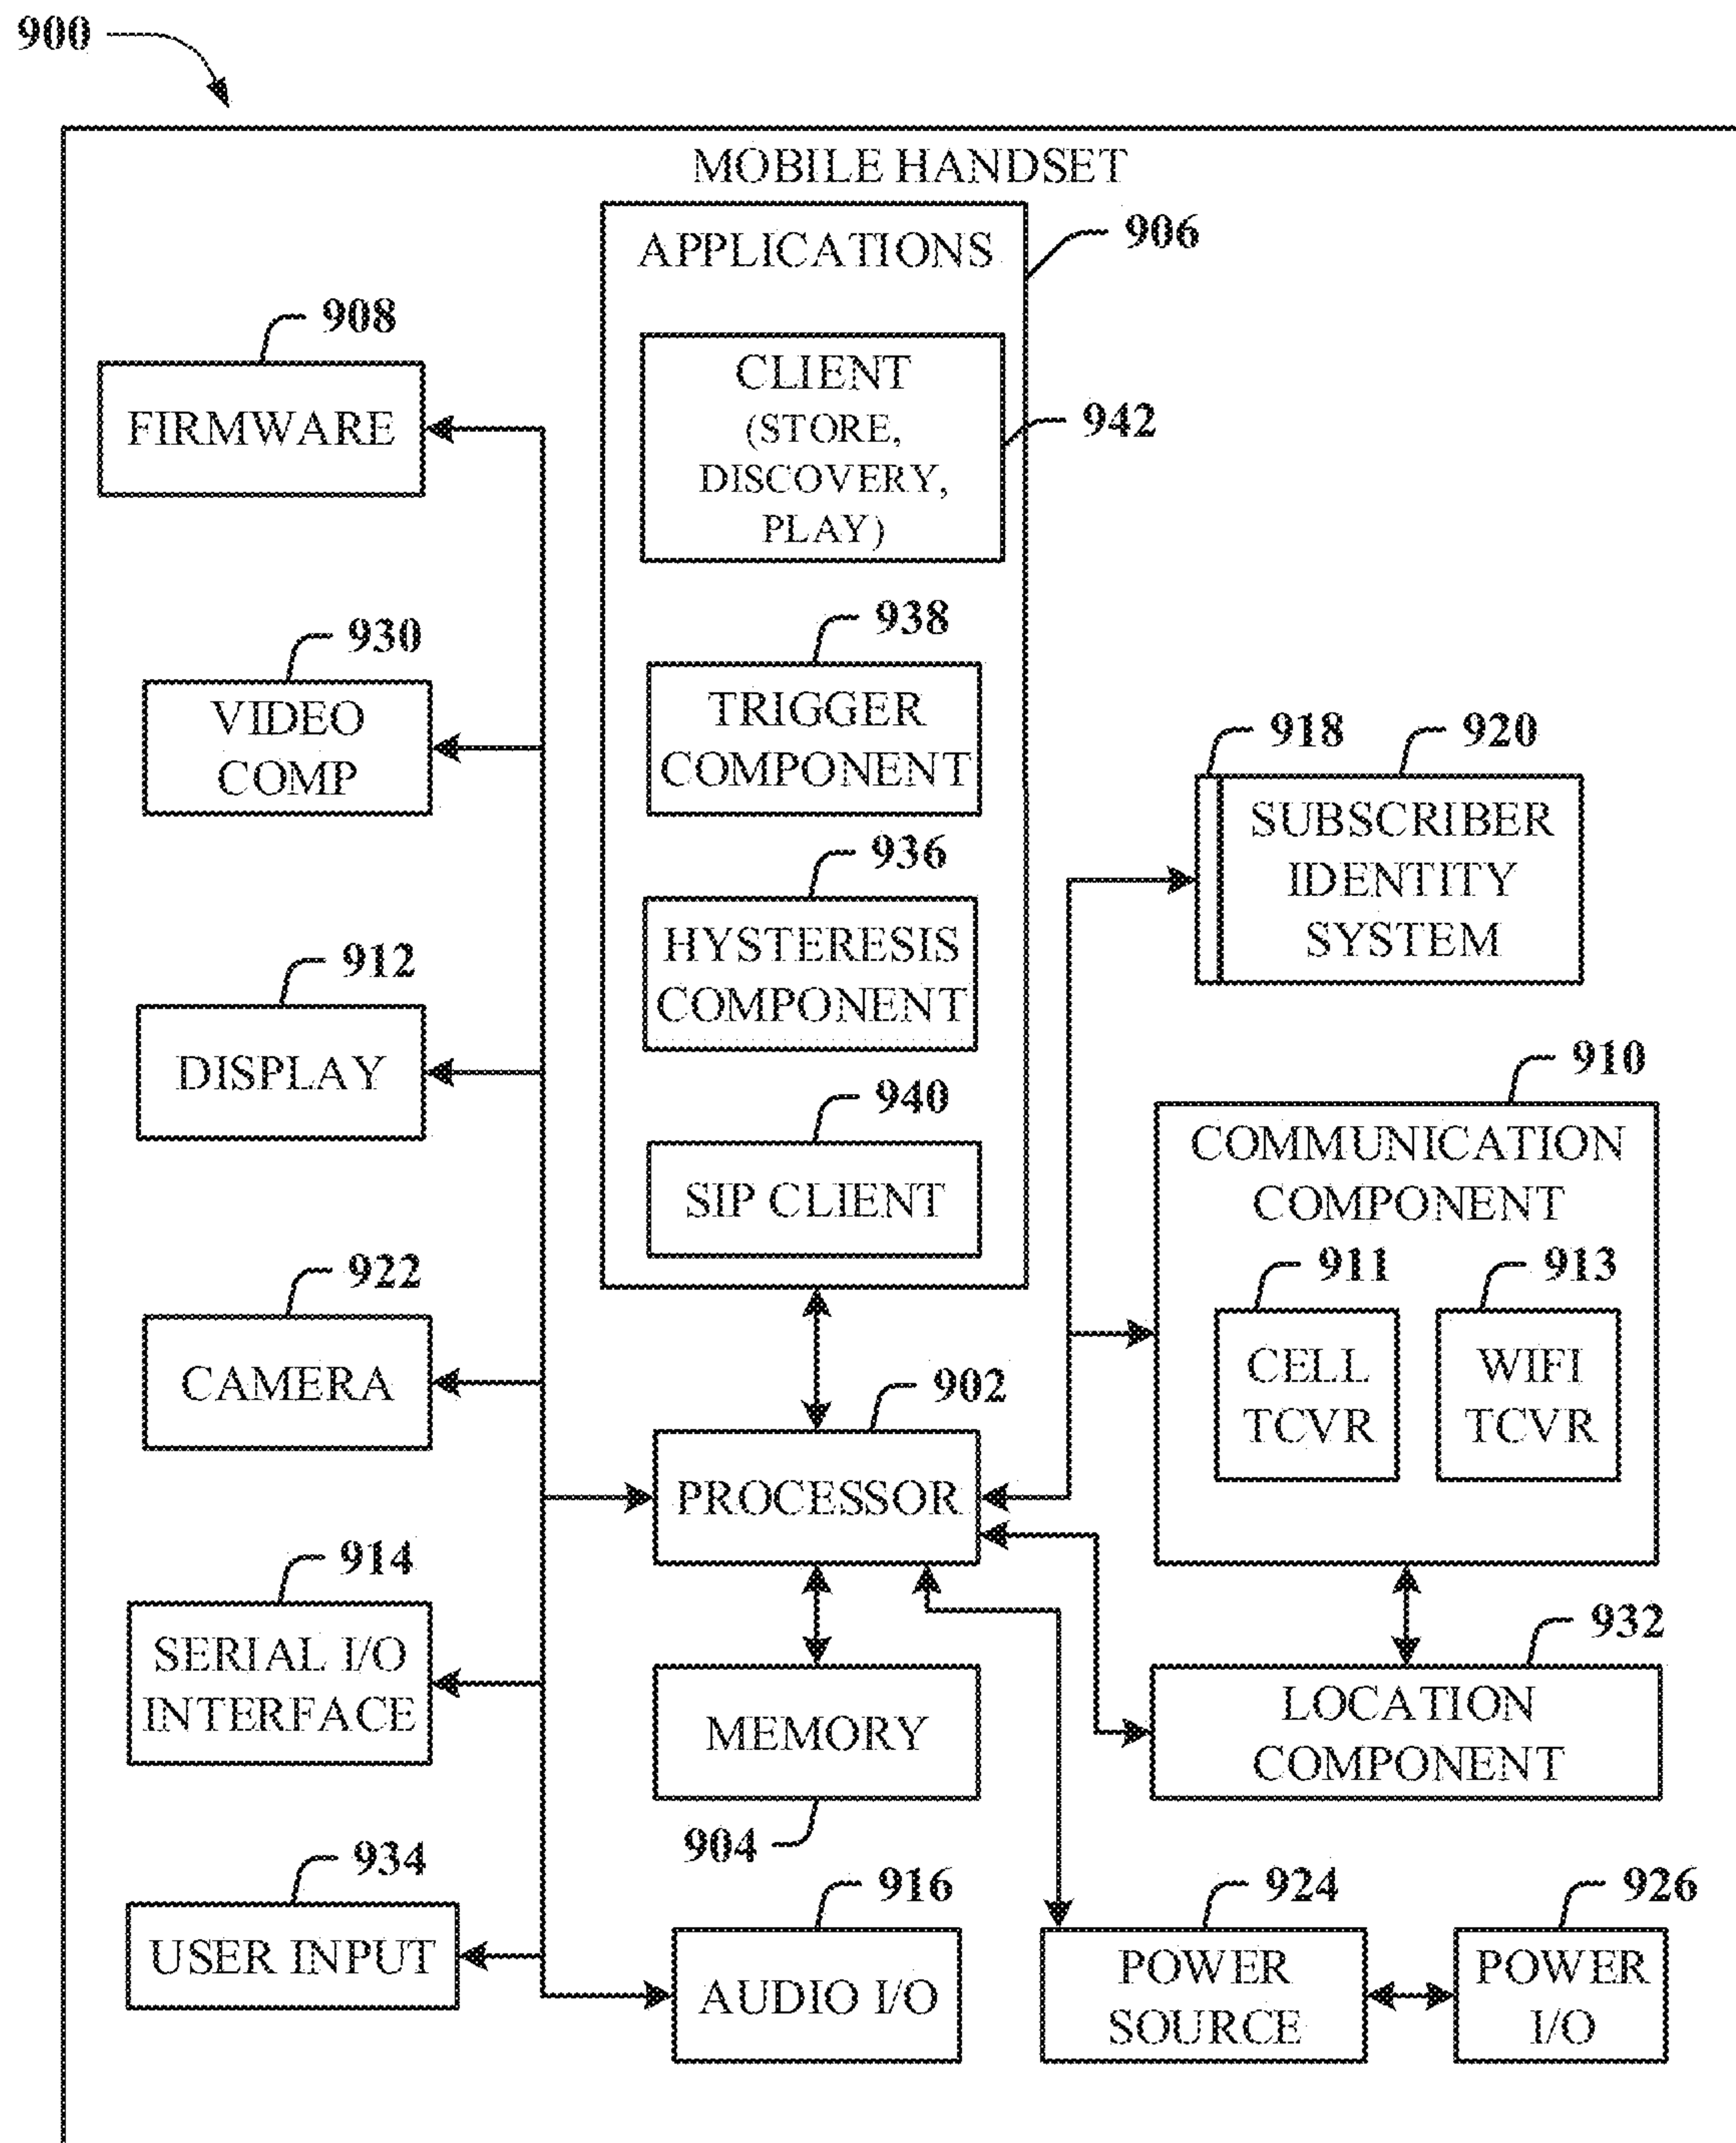 900
MOBILE HANDSET
APPLICATIONS
906
CLIENT
(STORE,
DISCOVERY,
PLAY)
942
908
FIRMWARE
938
TRIGGER
COMPONENT
930
VIDEO
COMP
918
920
SUBSCRIBER
IDENTITY
SYSTEM
936
HYSTERESIS
COMPONENT
912
DISPLAY
940
SIP CLIENT
910
COMMUNICATION
COMPONENT
911
CELL
TCVR
913
WIFI
TCVR
922
CAMERA
902
PROCESSOR
914
SERIAL I/O
INTERFACE
MEMORY
904
932
LOCATION
COMPONENT
934
USER INPUT
916
AUDIO I/O
924
POWER
SOURCE
926
POWER
I/O